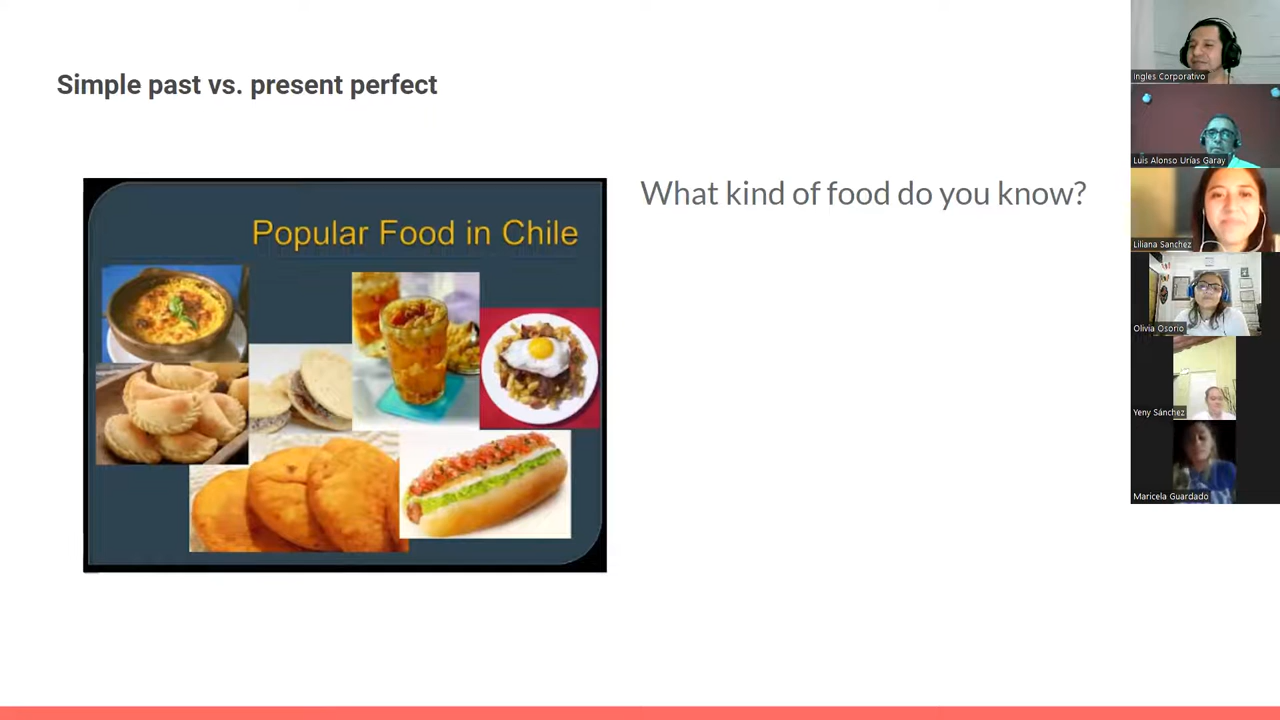 Simple past vs. present perfect
Popular Food in Chile
What kind of food do you know?
Ingles Corporativo
Luis Alonso Urías Garay
Liliana Sanchez
Olivia Osorio
Yeny Sánchez
Maricela Guardado